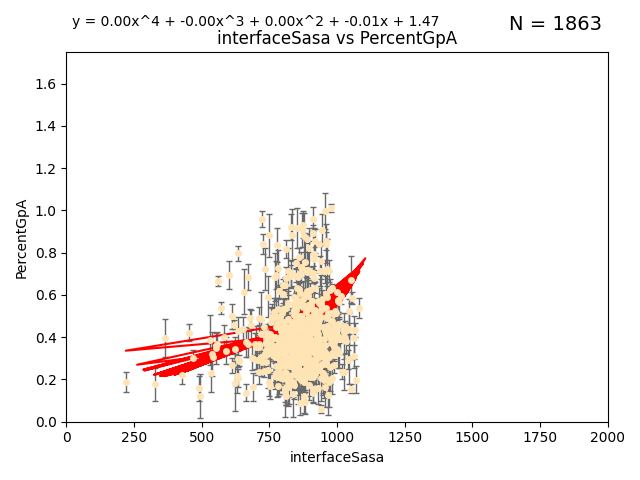 y = 0.00x^4 + -0.00x^3 + 0.00x^2 + -0.01x + 1.47
N = 1863
interfaceSasa vs PercentGpA
1.6
1.4
1.2
1.0
0.8
0.6
0.4
0.2
0.0
PercentGpA
0 250 500 750 1000 1250 1500 1750 2000
interfaceSasa